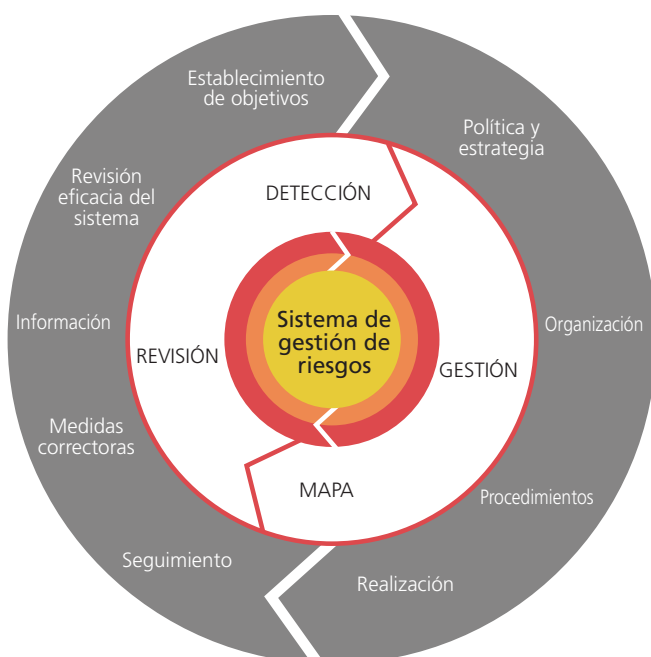 Establecimiento
de objetivos
Política y
estrategia
Revisión
eficacia del
sistema
DETECCIÓN
Información
Sistema de
gestión de
riesgos
Organización
REVISIÓN
GESTIÓN
Medidas
correctoras
MAPA
Procedimientos
Seguimiento
Realización